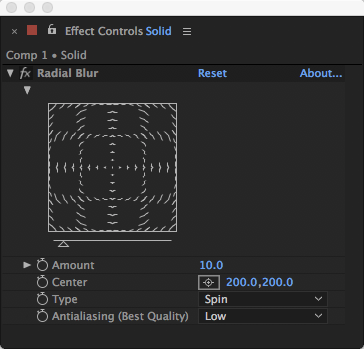 × Effect Controls Solid
Comp 1 • Solid
fx Radial Blur Reset About...
Amount 10.0
Center 200.0,200.0
Type Spin
Antialiasing (Best Quality) Low